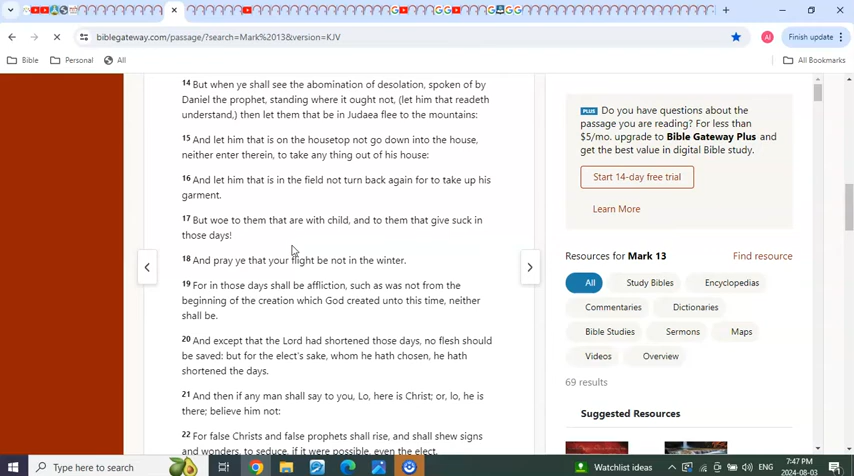 biblegateway.com/passage/?search=Mark%2013&version=KJV
AI
Finish update
Bible
Personal
All
All Bookmarks
14 But when ye shall see the abomination of desolation, spoken of by
Daniel the prophet, standing where it ought not, (let him that readeth
understand,) then let them that be in Judaea flee to the mountains:
15 And let him that is on the housetop not go down into the house,
neither enter therein, to take any thing out of his house:
16 And let him that is in the field not turn back again for to take up his
garment.
17 But woe to them that are with child, and to them that give suck in
those days!
18 And pray ye that your flight be not in the winter.
19 For in those days shall be affliction, such as was not from the
beginning of the creation which God created unto this time, neither
shall be.
20 And except that the Lord had shortened those days, no flesh should
be saved: but for the elect's sake, whom he hath chosen, he hath
shortened the days.
21 And then if any man shall say to you, Lo, here is Christ; or, lo, he is
there; believe him not:
22 For false Christs and false prophets shall rise, and shall shew signs
and wonders, to seduce, if it were possible, even the elect.
PLUS Do you have questions about the
passage you are reading? For less than
$5/mo. upgrade to Bible Gateway Plus and
get the best value in digital Bible study.
Start 14-day free trial
Learn More
Resources for Mark 13 Find resource
All Study Bibles Encyclopedias
Commentaries Dictionaries
Bible Studies Sermons Maps
Videos Overview
69 results
Suggested Resources
Type here to search
Watchlist ideas
ENG
7:47 PM
2024-08-03